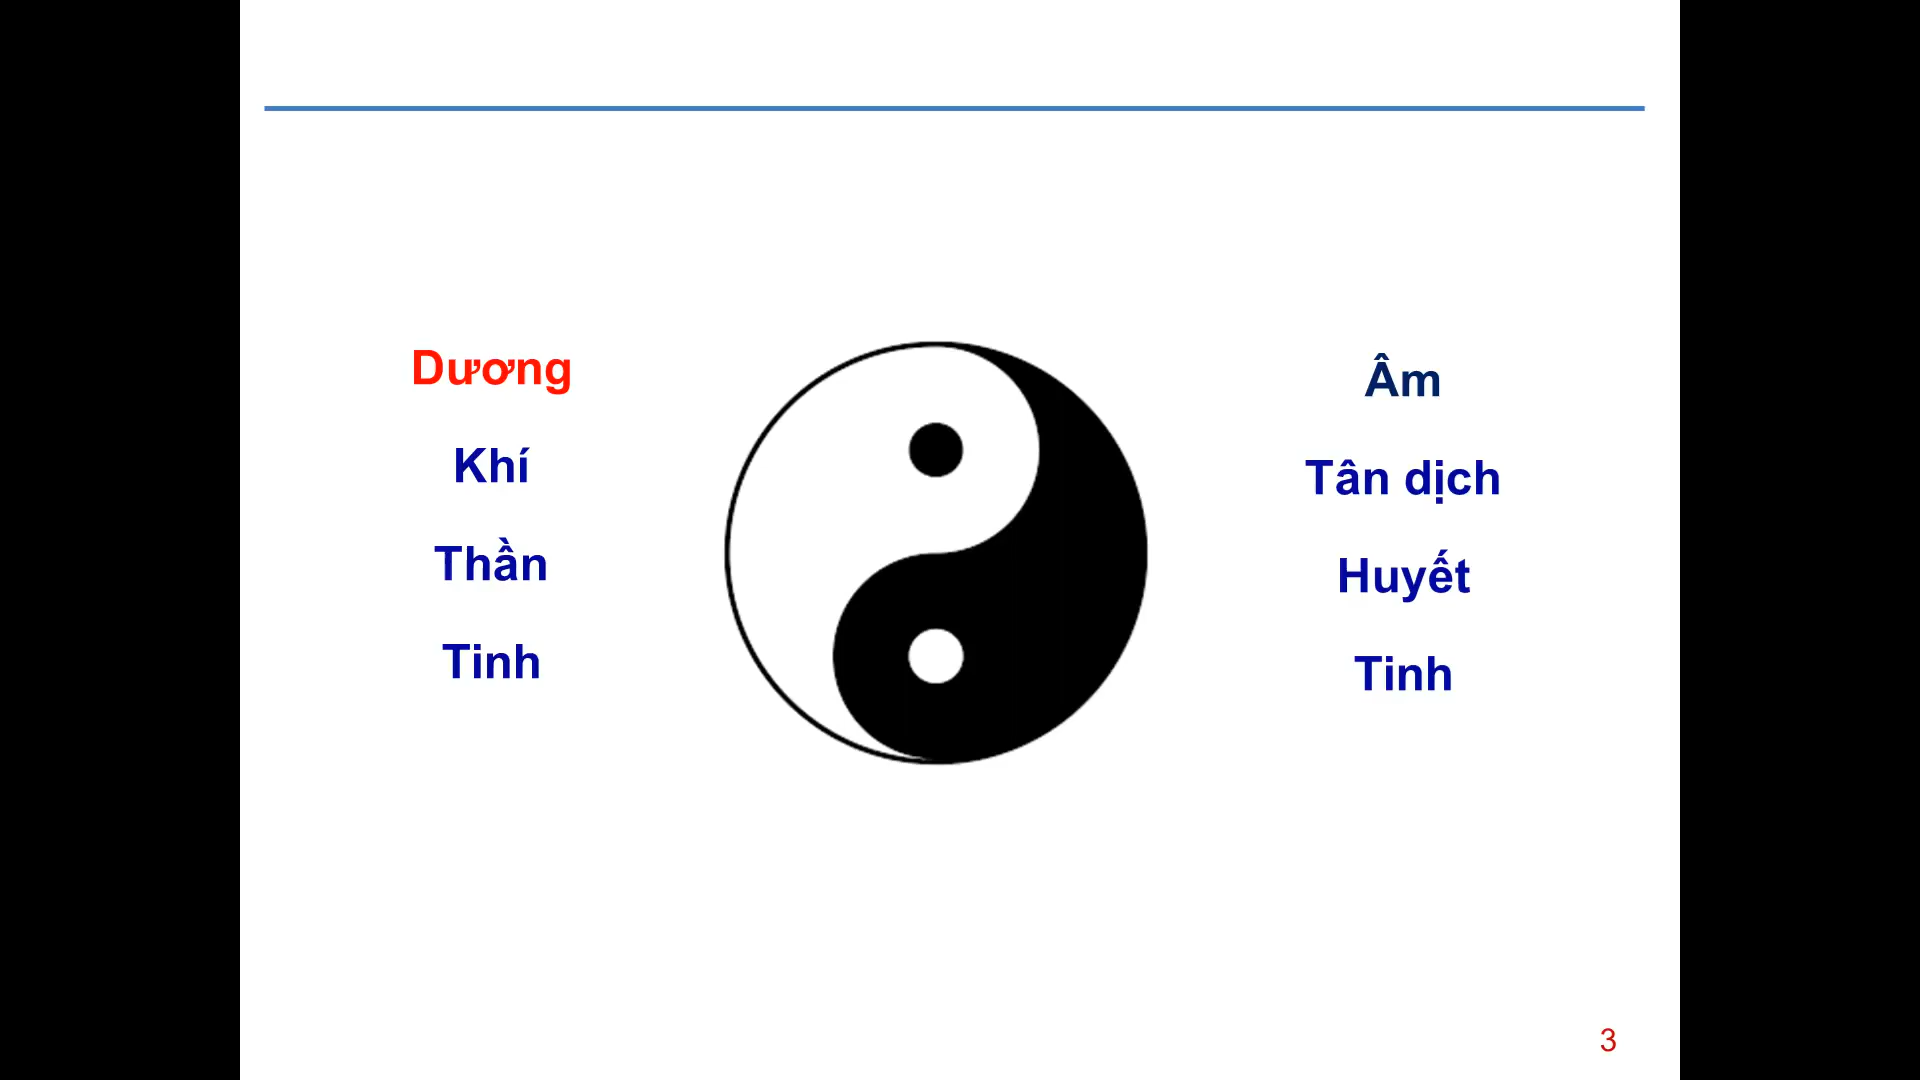 Dương
Khí
Thần
Tinh
Âm
Tân dịch
Huyết
Tinh
3